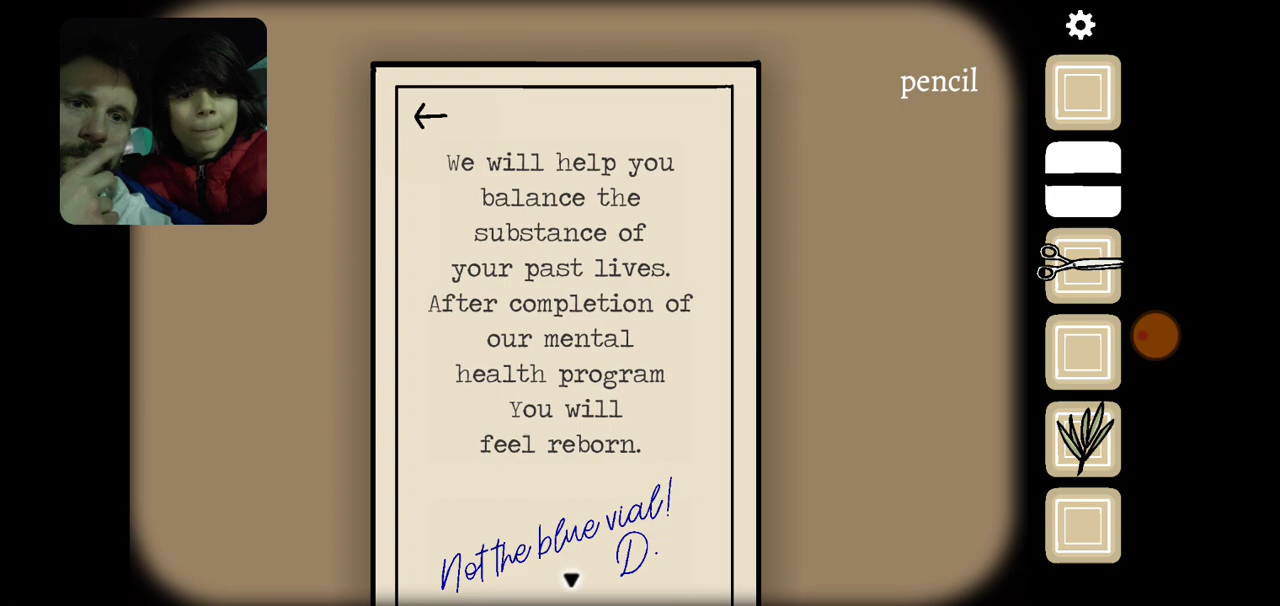 pencil
We will help you
balance the
substance of
your past lives.
After completion of
our mental
health program
You will
feel reborn.
Not the blue vial!
D.